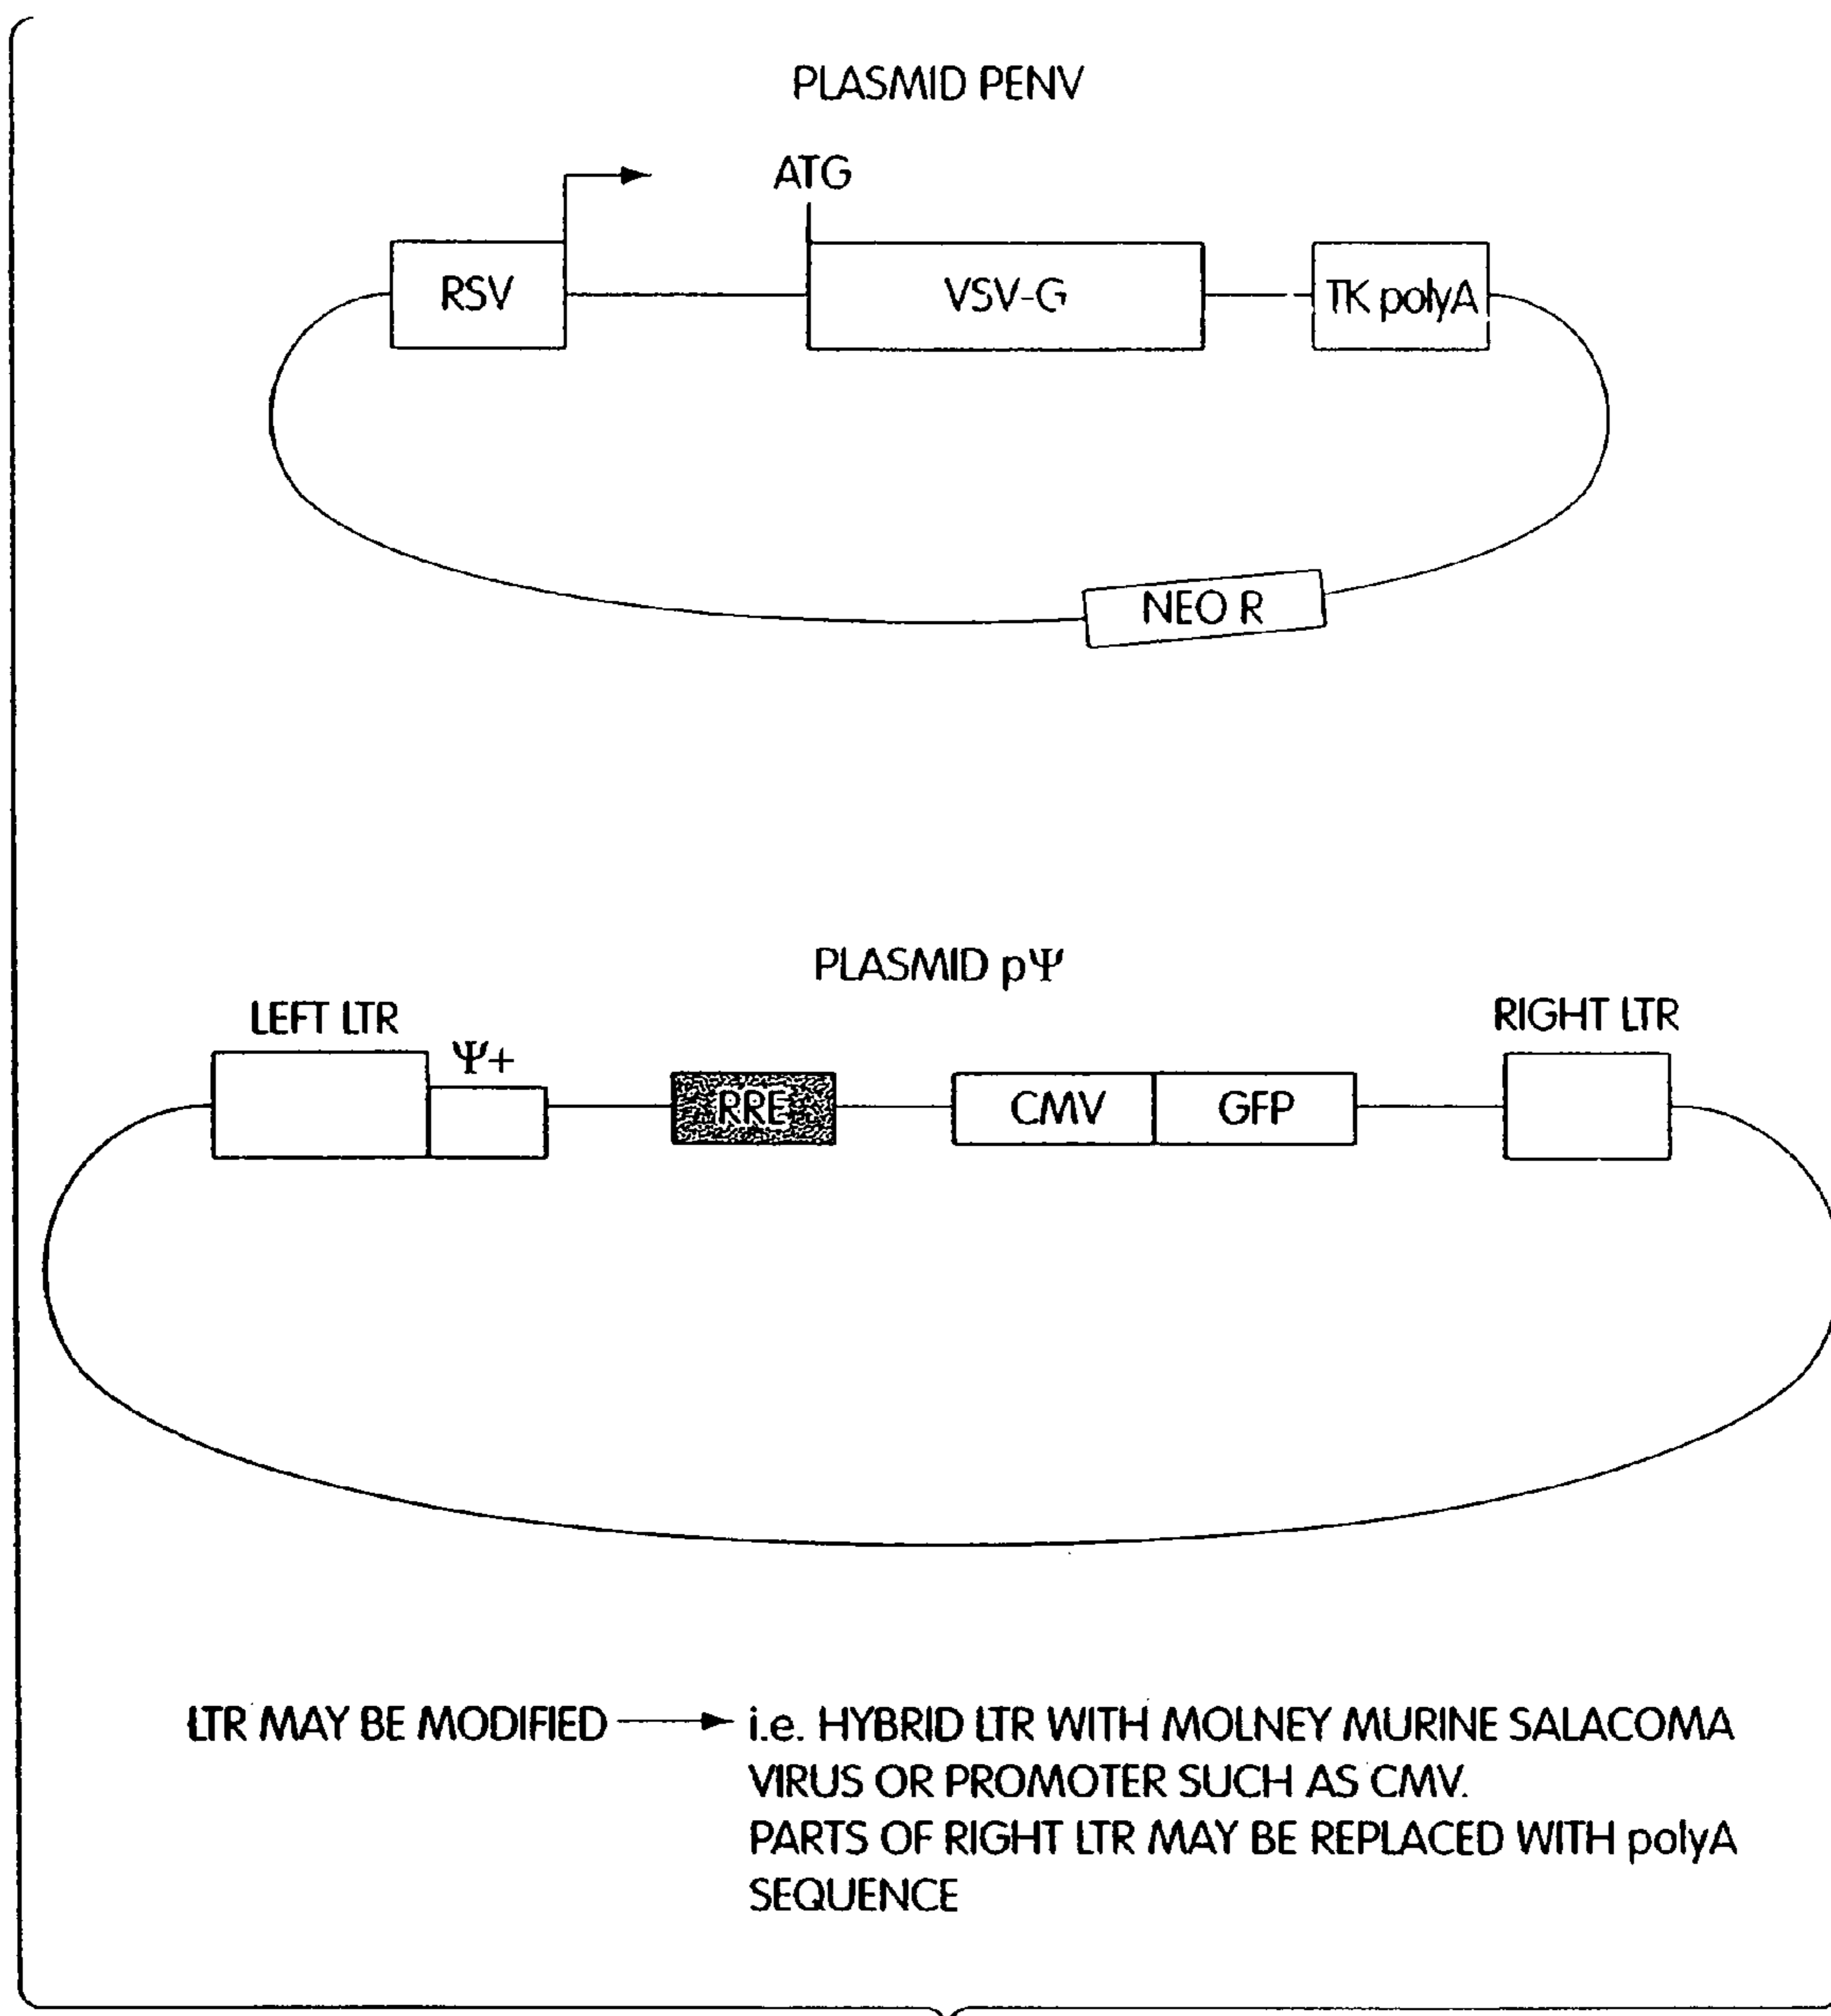 PLASMID PENV
ATG
RSV
VSV-G
TK polyA
NEO R
PLASMID pΨ
LEFT LTR
Ψ+
RIGHT LTR
RRE
CMV
GFP
LTR MAY BE MODIFIED
i.e. HYBRID LTR WITH MOLNEY MURINE SALACOMA
VIRUS OR PROMOTER SUCH AS CMV.
PARTS OF RIGHT LTR MAY BE REPLACED WITH polyA
SEQUENCE